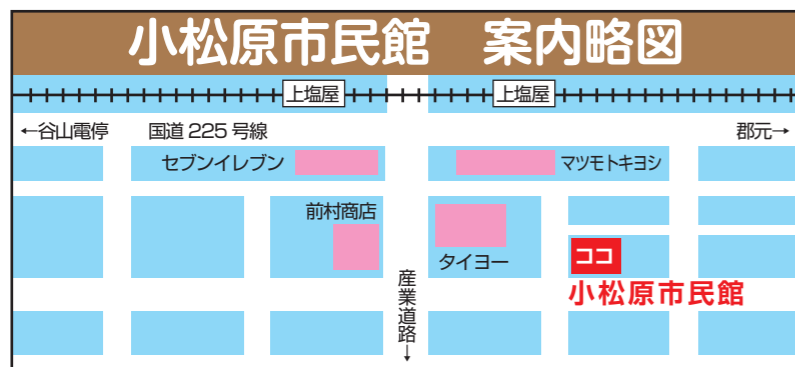 小松原市民館　案内略図
上塩屋
上塩屋
←谷山電停
国道225号線
郡元→
セブンイレブン
マツモトキヨシ
前村商店
タイヨー
ココ
小松原市民館
産業道路→